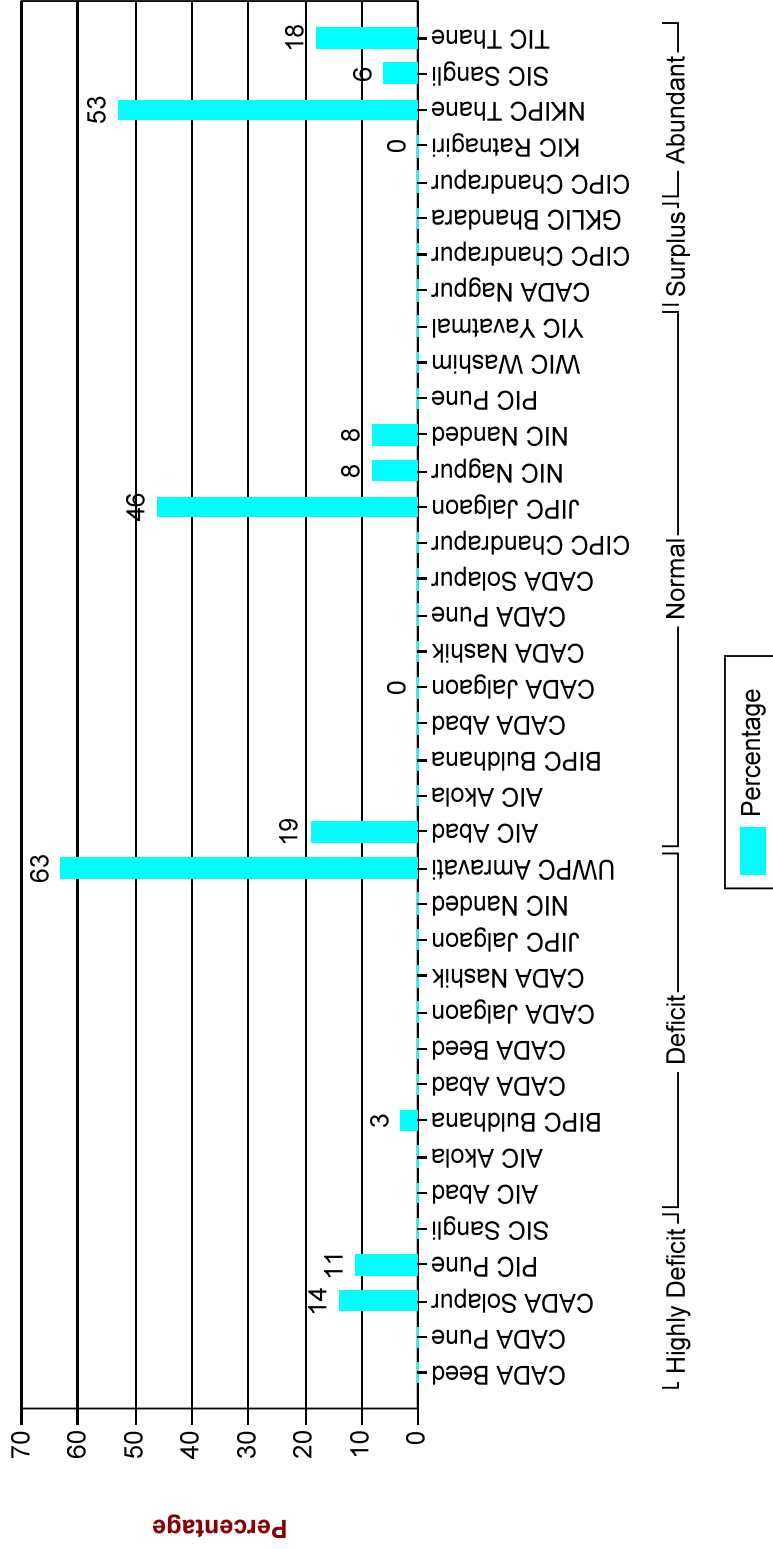 Percentage
70
60
50
40
30
20
10
0
14
11
3
63
19
0
46
8
8
0
53
6
18
CADA Beed
CADA Pune
CADA Solapur
PIC Pune
SIC Sangli
AIC Abad
AIC Akola
BIPC Buldhana
CADA Abad
CADA Beed
CADA Jalgaon
CADA Nashik
JIPC Jalgaon
NIC Nanded
UWPC Amravati
AIC Abad
AIC Akola
BIPC Buldhana
CADA Abad
CADA Jalgaon
CADA Nashik
CADA Pune
CADA Solapur
CIPC Chandrapur
JIPC Jalgaon
NIC Nagpur
NIC Nanded
PIC Pune
WIC Washim
YIC Yavatmal
CADA Nagpur
CIPC Chandrapur
GKLIC Bhandara
CIPC Chandrapur
KIC Ratnagiri
NKIPC Thane
SIC Sangli
TIC Thane
Highly Deficit
Deficit
Normal
Surplus
Abundant
Percentage